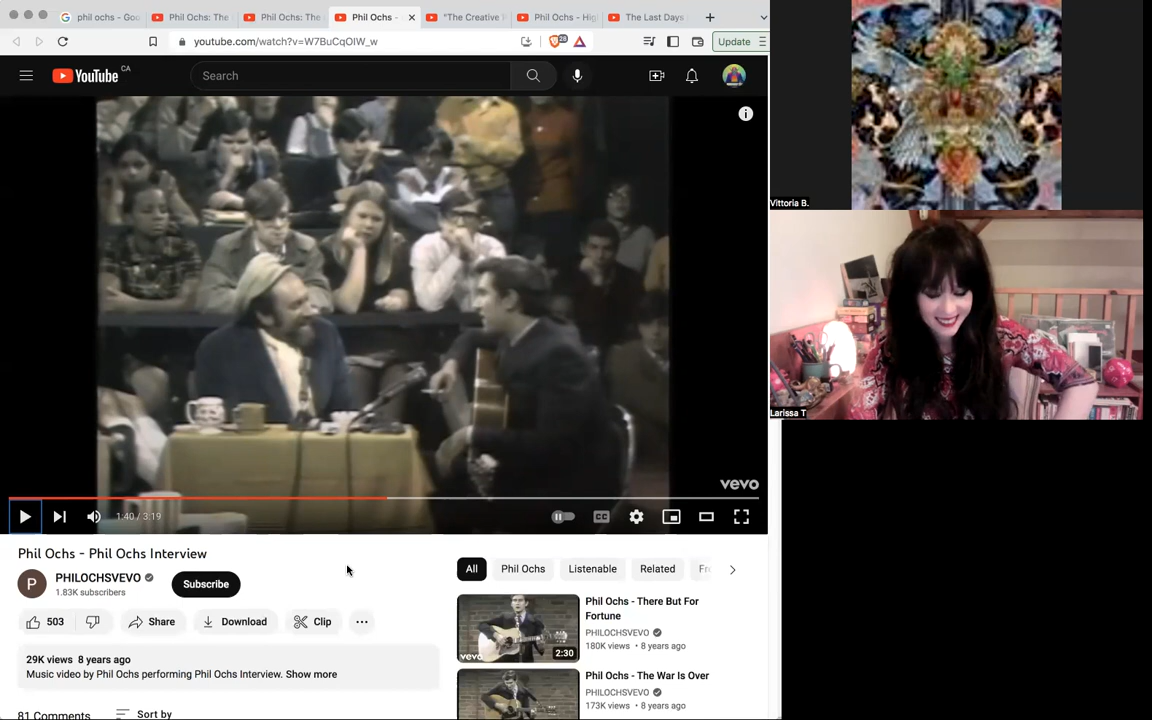 phil ochs - Goo
Phil Ochs: The
Phil Ochs: The
Phil Ochs -
"The Creative
Phil Ochs - Hig
The Last Days
youtube.com/watch?v=W7BuCqOIW_w
28
Update
YouTube CA
Search
Vittoria B.
Larissa T
vevo
1:40 / 3:19
CC
Phil Ochs - Phil Ochs Interview
P
PHILOCHSVEVO
1.83K subscribers
Subscribe
503
Share
Download
Clip
29K views 8 years ago
Music video by Phil Ochs performing Phil Ochs Interview. Show more
81 Comments
Sort by
All
Phil Ochs
Listenable
Related
Phil Ochs - There But For
Fortune
PHILOCHSVEVO
180K views • 8 years ago
vevo
2:30
Phil Ochs - The War Is Over
PHILOCHSVEVO
173K views • 8 years ago